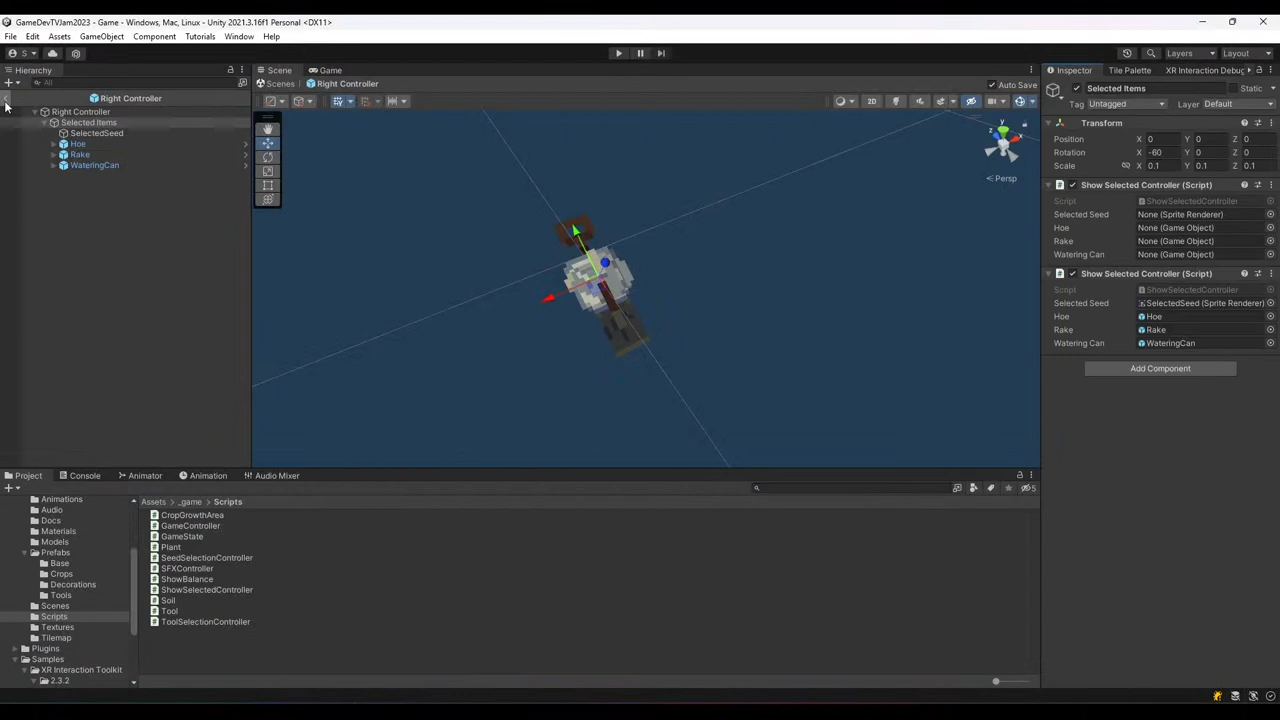 GameDevTVJam2023 - Game - Windows, Mac, Linux - Unity 2021.3.16f1 Personal <DX11>
File Edit Assets GameObject Component Tutorials Window Help
S Layers Layout
Hierarchy Scene Game Inspector Tile Palette XR Interaction Debug
All Scenes Right Controller Auto Save
Selected Items Static
Right Controller
Tag Untagged Layer Default
2D
Right Controller
Selected Items
SelectedSeed
Hoe
Rake
WateringCan
y
z
x
Persp
Transform
Position X 0 Y 0 Z 0
Rotation X -60 Y 0 Z 0
Scale X 0.1 Y 0.1 Z 0.1
Show Selected Controller (Script)
Script ShowSelectedController
Selected Seed None (Sprite Renderer)
Hoe None (Game Object)
Rake None (Game Object)
Watering Can None (Game Object)
Show Selected Controller (Script)
Script ShowSelectedController
Selected Seed SelectedSeed (Sprite Renderer)
Hoe Hoe
Rake Rake
Watering Can WateringCan
Add Component
Project Console Animator Animation Audio Mixer
5
Animations
Audio
Docs
Materials
Models
Prefabs
Base
Crops
Decorations
Tools
Scenes
Scripts
Textures
Tilemap
Plugins
Samples
XR Interaction Toolkit
2.3.2
Assets _game Scripts
CropGrowthArea
GameController
GameState
Plant
SeedSelectionController
SFXController
ShowBalance
ShowSelectedController
Soil
Tool
ToolSelectionController